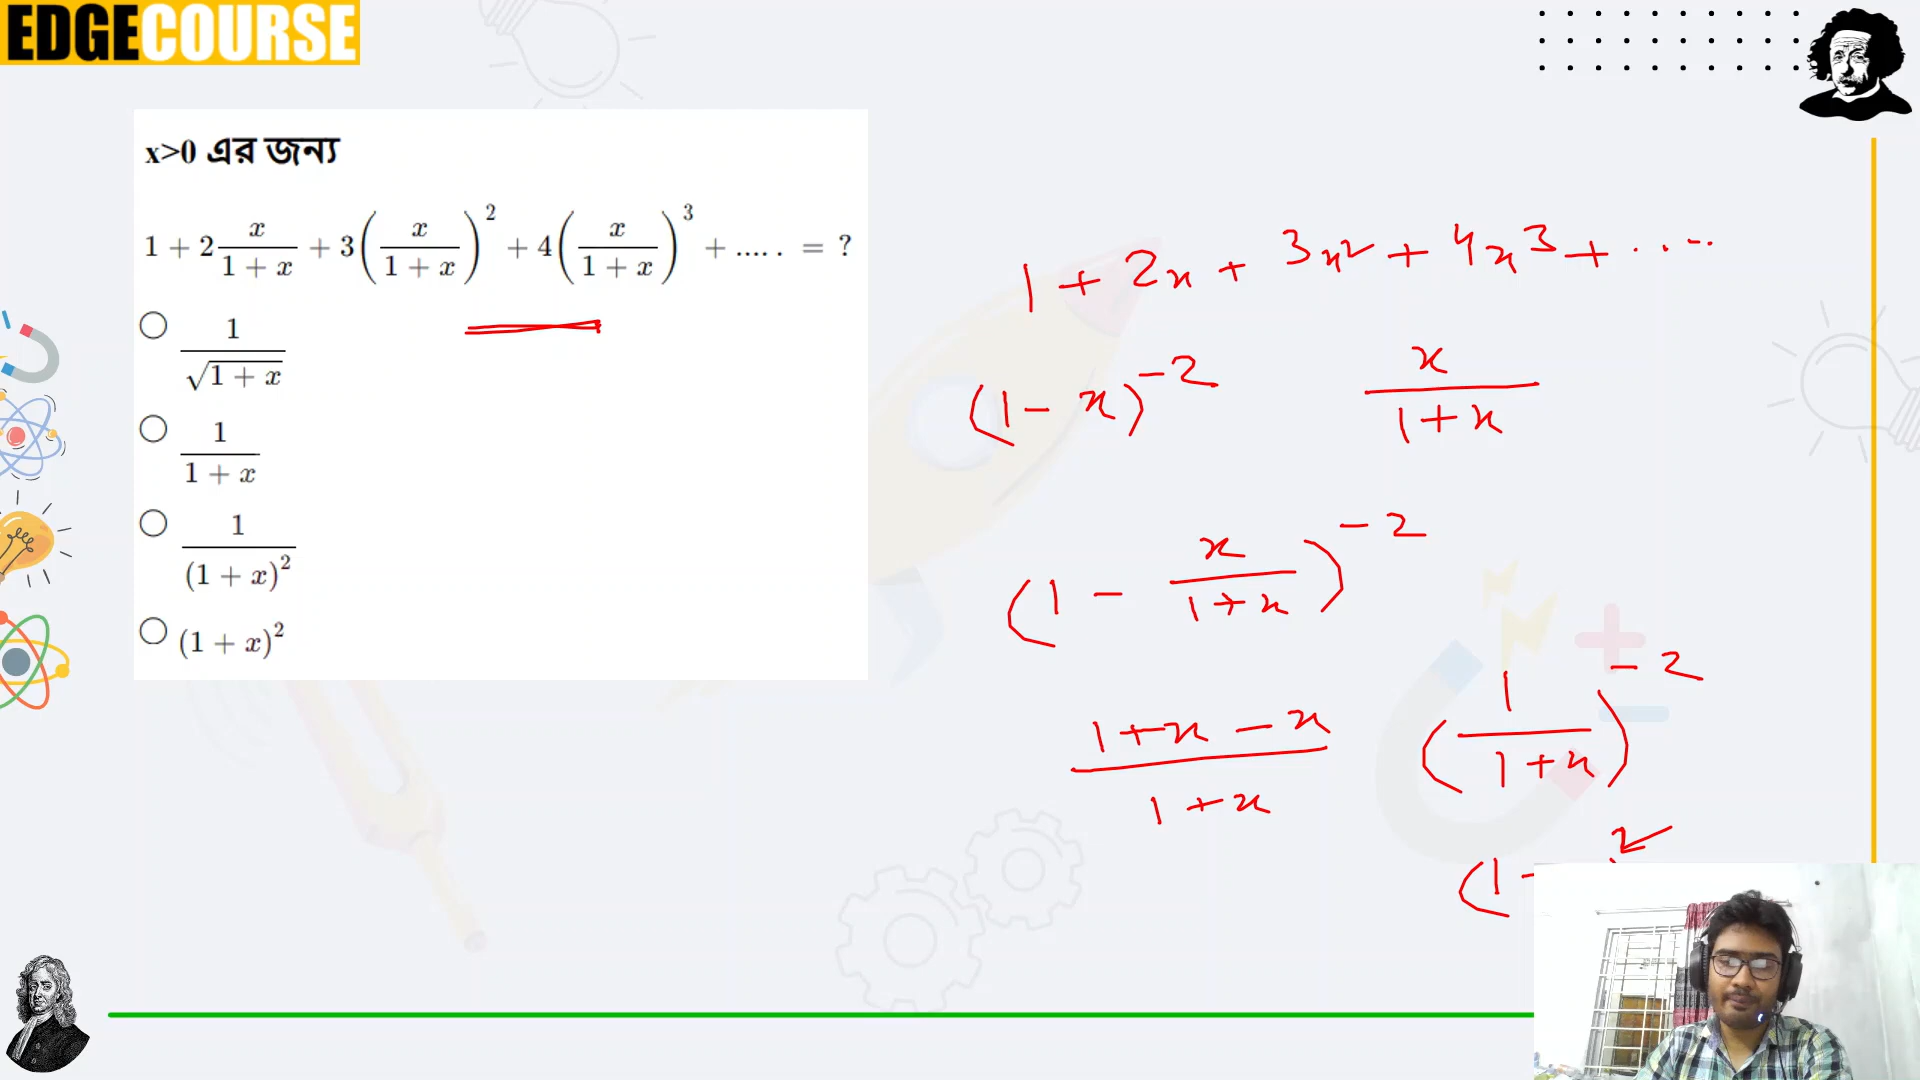 EDGECOURSE
x>0 এর জন্য
1 + 2 x/(1 + x) + 3(x/(1 + x))^2 + 4(x/(1 + x))^3 + ..... = ?
1/√(1 + x)
1/(1 + x)
1/(1 + x)^2
(1 + x)^2
1 + 2x + 3x^2 + 4x^3 + .....
(1 - x)^-2
x/(1+x)
(1 - x/(1+x))^-2
(1+x-x)/(1+x)
(1/(1+x))^-2
(1
2